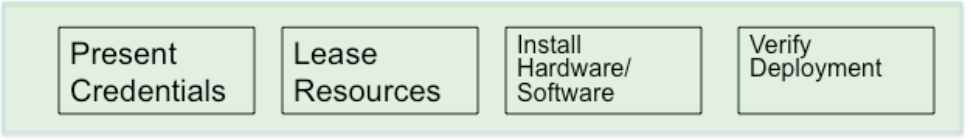 Present
Credentials
Lease
Resources
Install
Hardware/
Software
Verify
Deployment